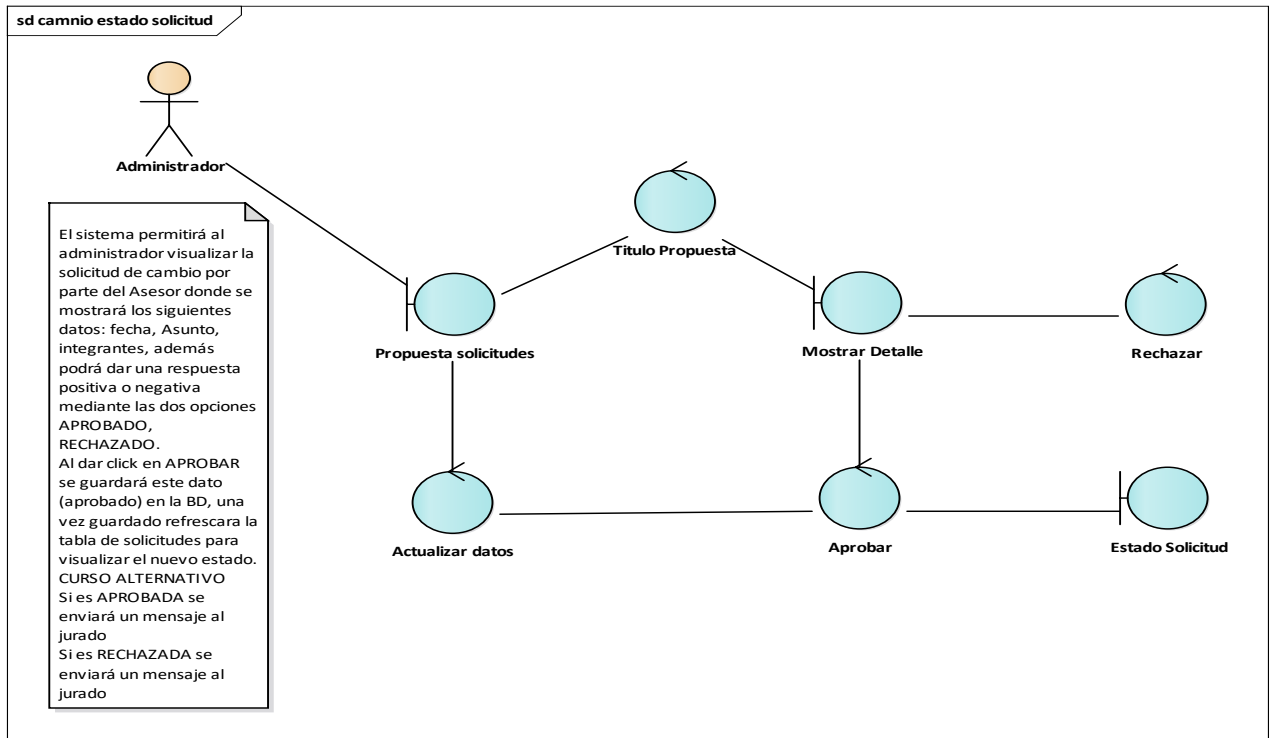 sd camnio estado solicitud
Administrador
El sistema permitirá al
administrador visualizar la
solicitud de cambio por
parte del Asesor donde se
mostrará los siguientes
datos: fecha, Asunto,
integrantes, además
podrá dar una respuesta
positiva o negativa
mediante las dos opciones
APROBADO,
RECHAZADO.
Al dar click en APROBAR
se guardará este dato
(aprobado) en la BD, una
vez guardado refrescara la
tabla de solicitudes para
visualizar el nuevo estado.
CURSO ALTERNATIVO
Si es APROBADA se
enviará un mensaje al
jurado
Si es RECHAZADA se
enviará un mensaje al
jurado
Titulo Propuesta
Propuesta solicitudes
Mostrar Detalle
Rechazar
Actualizar datos
Aprobar
Estado Solicitud